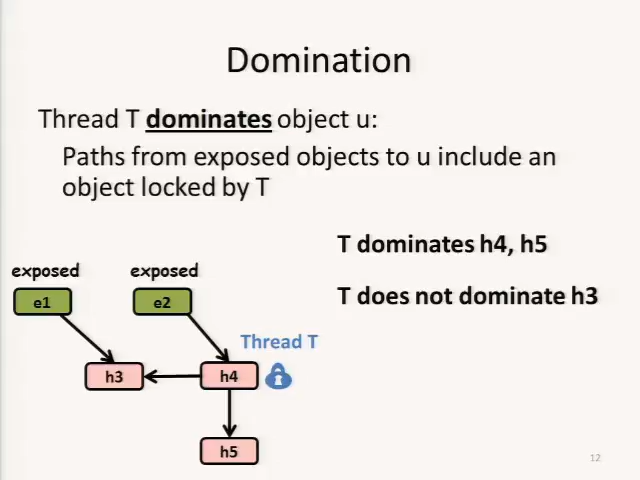 Domination
Thread T dominates object u:
Paths from exposed objects to u include an
object locked by T
T dominates h4, h5
T does not dominate h3
exposed
exposed
e1
e2
Thread T
h3
h4
h5
12